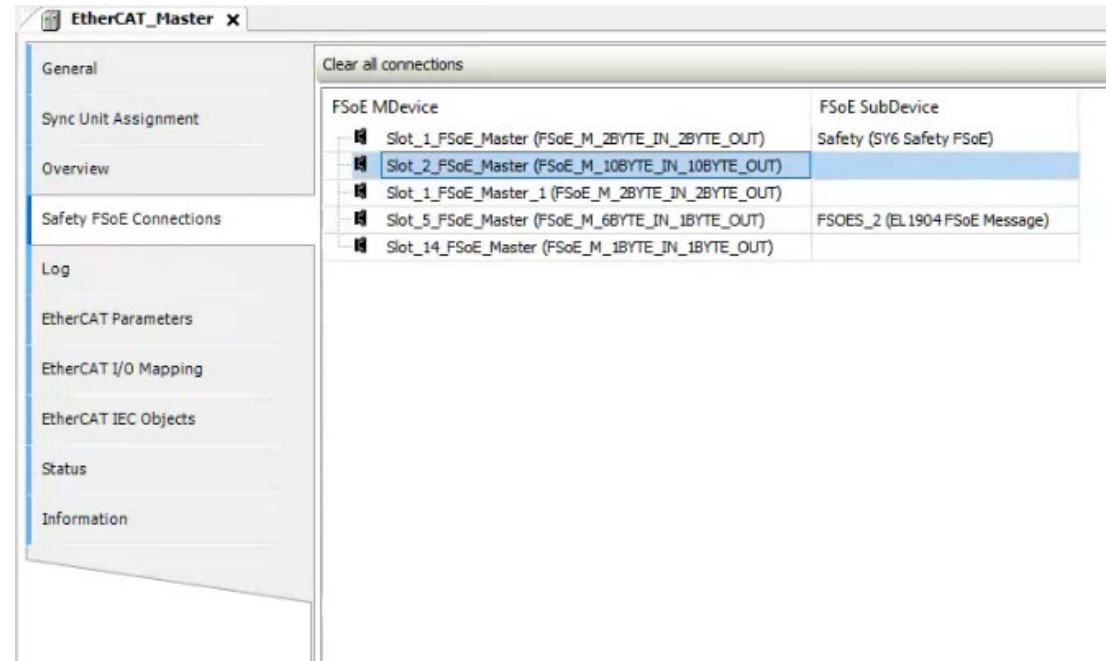 EtherCAT_Master x
General
Sync Unit Assignment
Overview
Safety FSoE Connections
Log
EtherCAT Parameters
EtherCAT I/O Mapping
EtherCAT IEC Objects
Status
Information
Clear all connections
FSoE MDevice FSoE SubDevice
Slot_1_FSoE_Master (FSoE_M_2BYTE_IN_2BYTE_OUT) Safety (SY6 Safety FSoE)
Slot_2_FSoE_Master (FSoE_M_10BYTE_IN_10BYTE_OUT)
Slot_1_FSoE_Master_1 (FSoE_M_2BYTE_IN_2BYTE_OUT)
Slot_5_FSoE_Master (FSoE_M_6BYTE_IN_1BYTE_OUT) FSOES_2 (EL1904 FSoE Message)
Slot_14_FSoE_Master (FSoE_M_1BYTE_IN_1BYTE_OUT)